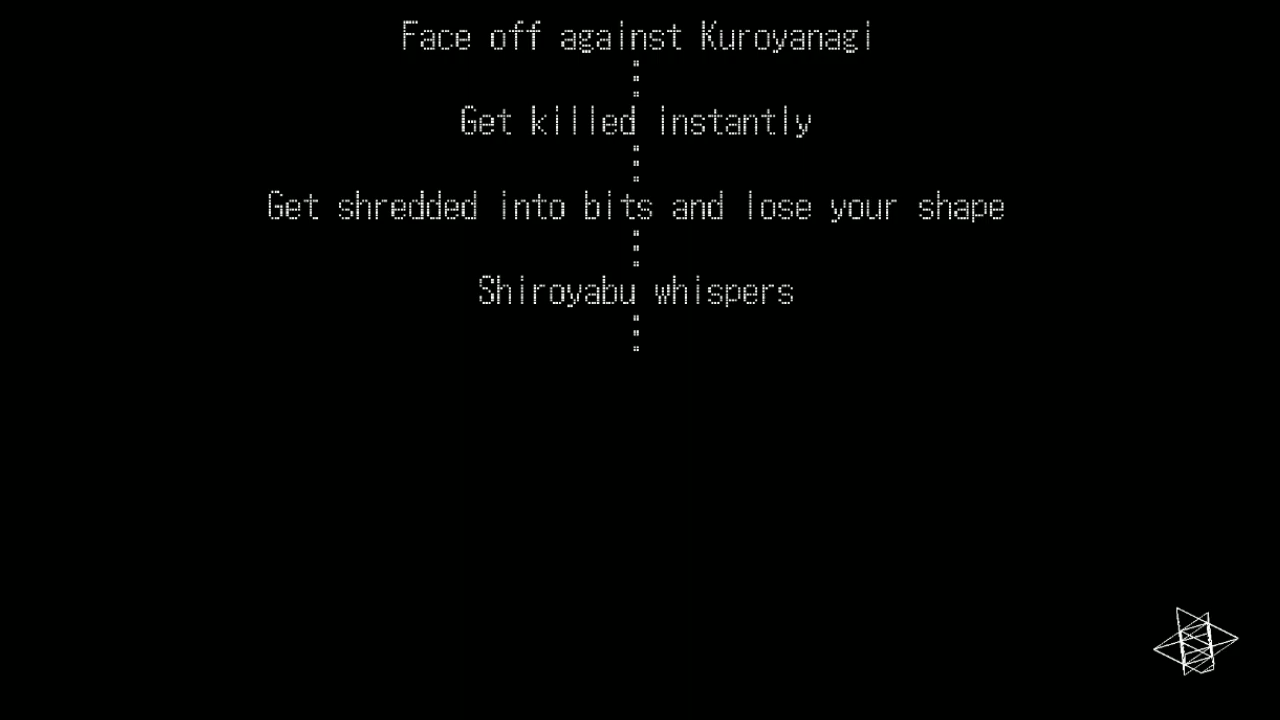 Face off against Kuroyanagi
Get killed instantly
Get shredded into bits and lose your shape
Shiroyabu whispers